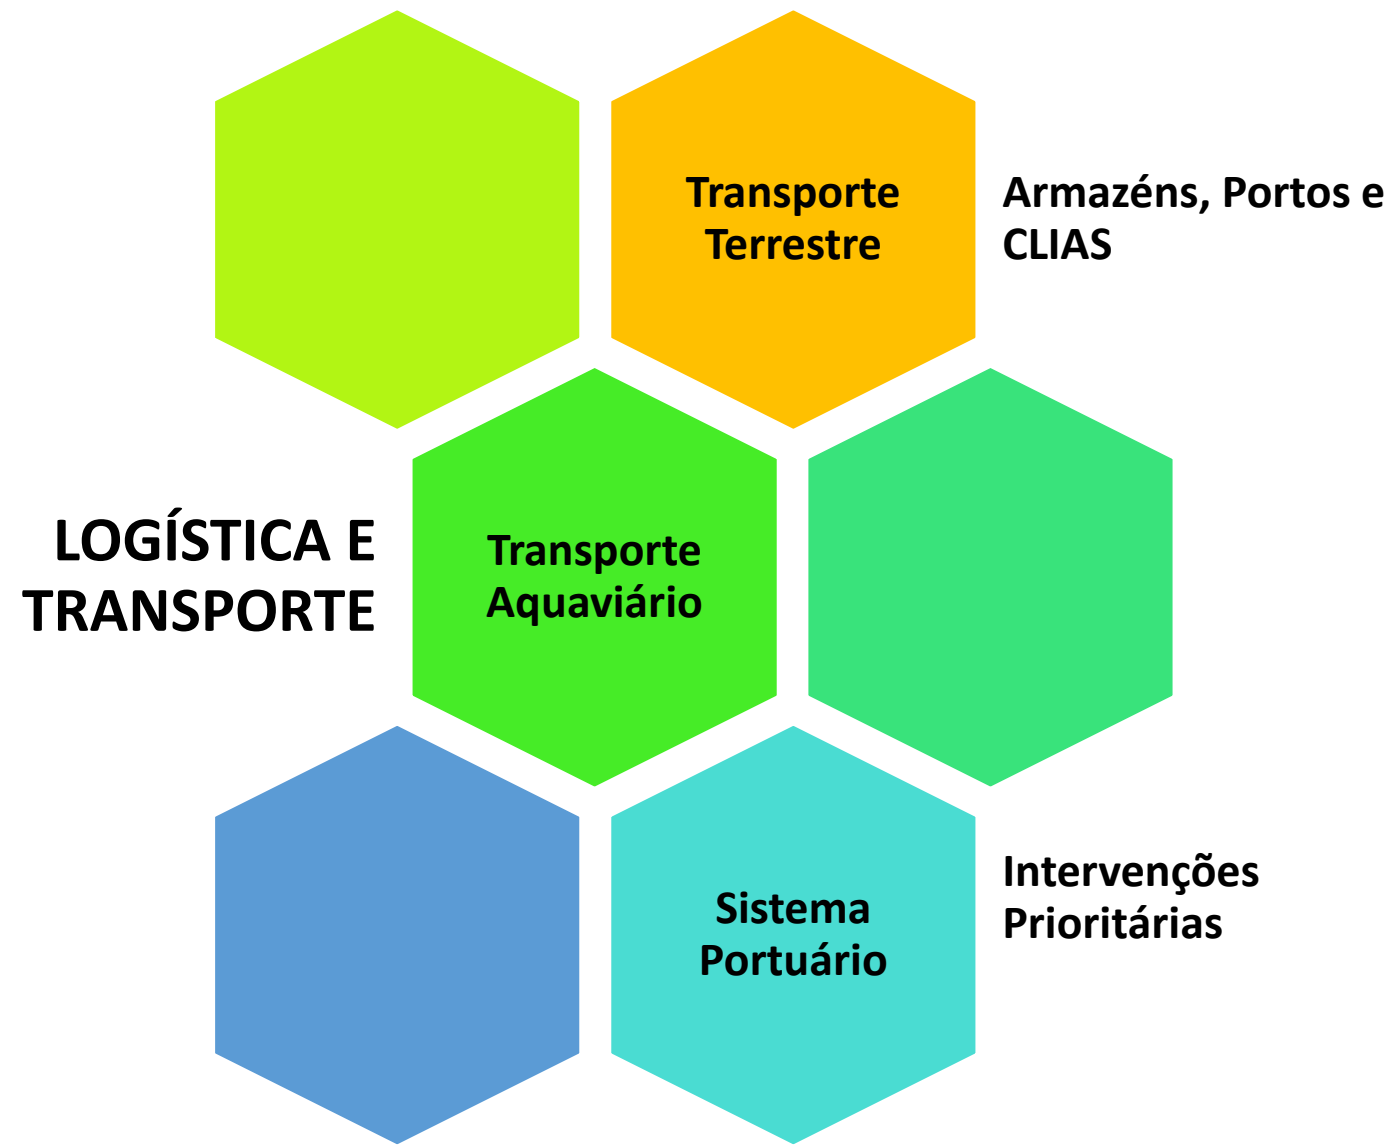 Transporte
Terrestre
Armazéns, Portos e
CLIAS
LOGÍSTICA E
TRANSPORTE
Transporte
Aquaviário
Sistema
Portuário
Intervenções
Prioritárias